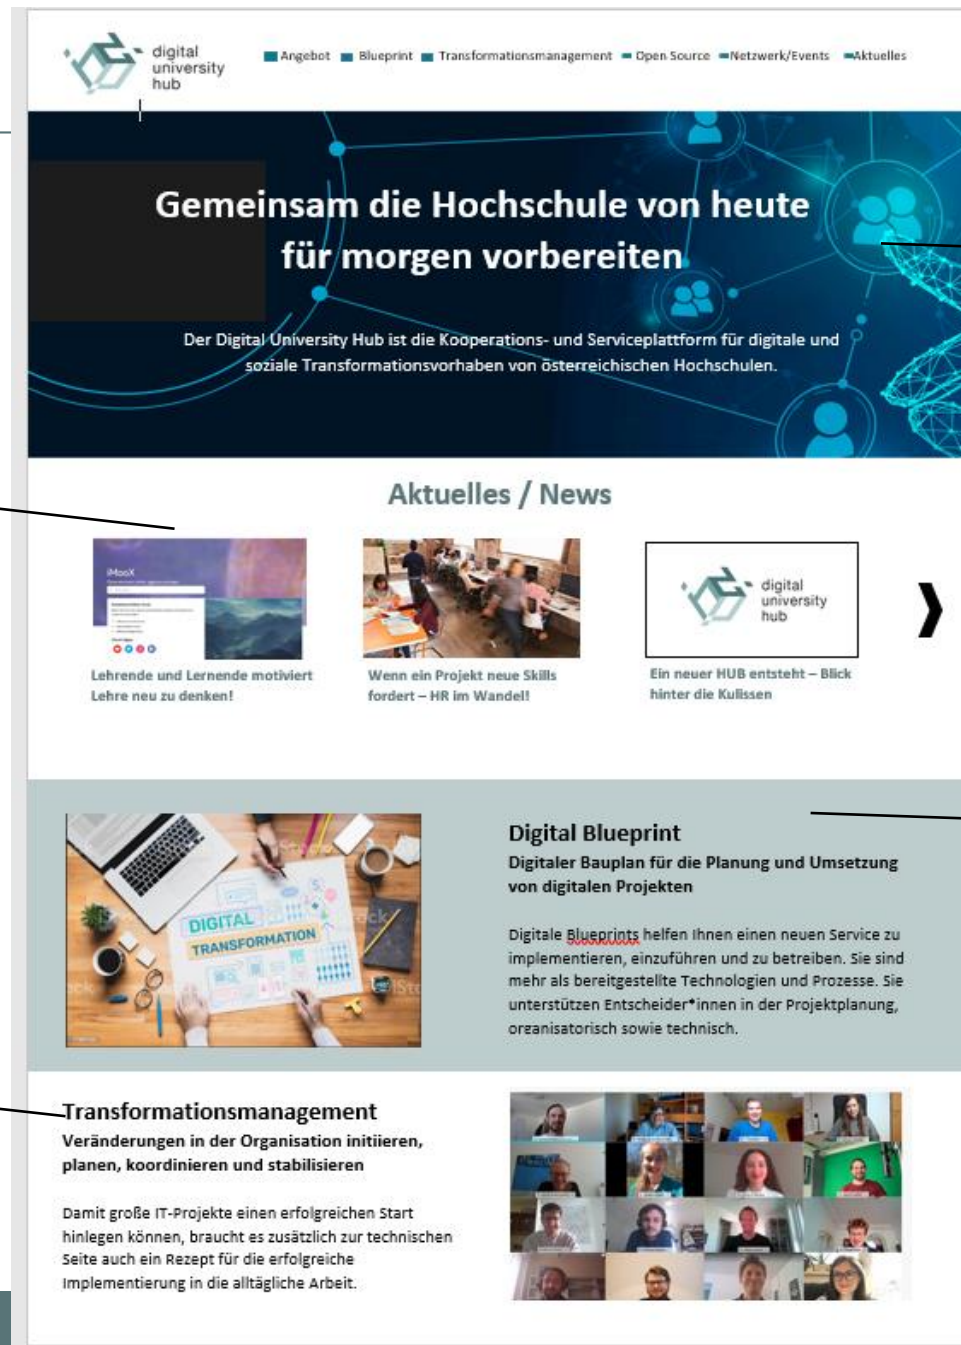 digital
university
hub
Angebot Blueprint Transformationsmanagement Open Source Netzwerk/Events Aktuelles
Gemeinsam die Hochschule von heute
für morgen vorbereiten
Der Digital University Hub ist die Kooperations- und Serviceplattform für digitale und
soziale Transformationsvorhaben von österreichischen Hochschulen.
Aktuelles / News
iMooX
digital
university
hub
Lehrende und Lernende motiviert
Lehre neu zu denken!
Wenn ein Projekt neue Skills
fordert – HR im Wandel!
Ein neuer HUB entsteht – Blick
hinter die Kulissen
DIGITAL
TRANSFORMATION
Digital Blueprint
Digitaler Bauplan für die Planung und Umsetzung
von digitalen Projekten
Digitale Blueprints helfen Ihnen einen neuen Service zu
implementieren, einzuführen und zu betreiben. Sie sind
mehr als bereitgestellte Technologien und Prozesse. Sie
unterstützen Entscheider*innen in der Projektplanung,
organisatorisch sowie technisch.
Transformationsmanagement
Veränderungen in der Organisation initiieren,
planen, koordinieren und stabilisieren
Damit große IT-Projekte einen erfolgreichen Start
hinlegen können, braucht es zusätzlich zur technischen
Seite auch ein Rezept für die erfolgreiche
Implementierung in die alltägliche Arbeit.